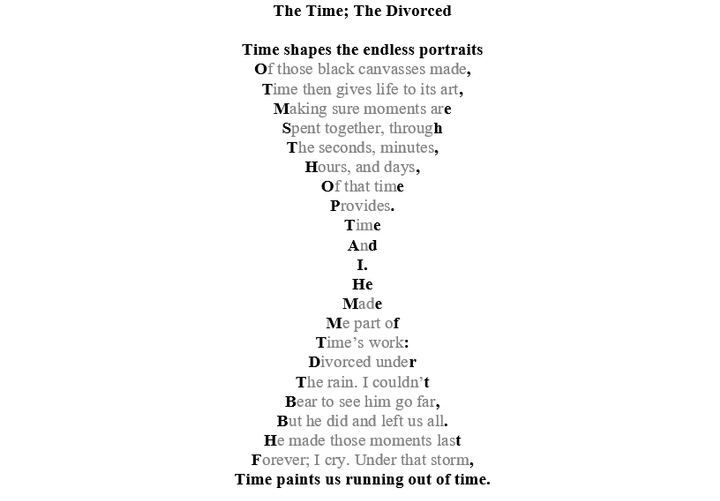 The Time; The Divorced
Time shapes the endless portraits
Of those black canvasses made,
Time then gives life to its art,
Making sure moments are
Spent together, through
The seconds, minutes,
Hours, and days,
Of that time
Provides.
Time
And
I.
He
Made
Me part of
Time’s work:
Divorced under
The rain. I couldn’t
Bear to see him go far,
But he did and left us all.
He made those moments last
Forever; I cry. Under that storm,
Time paints us running out of time.